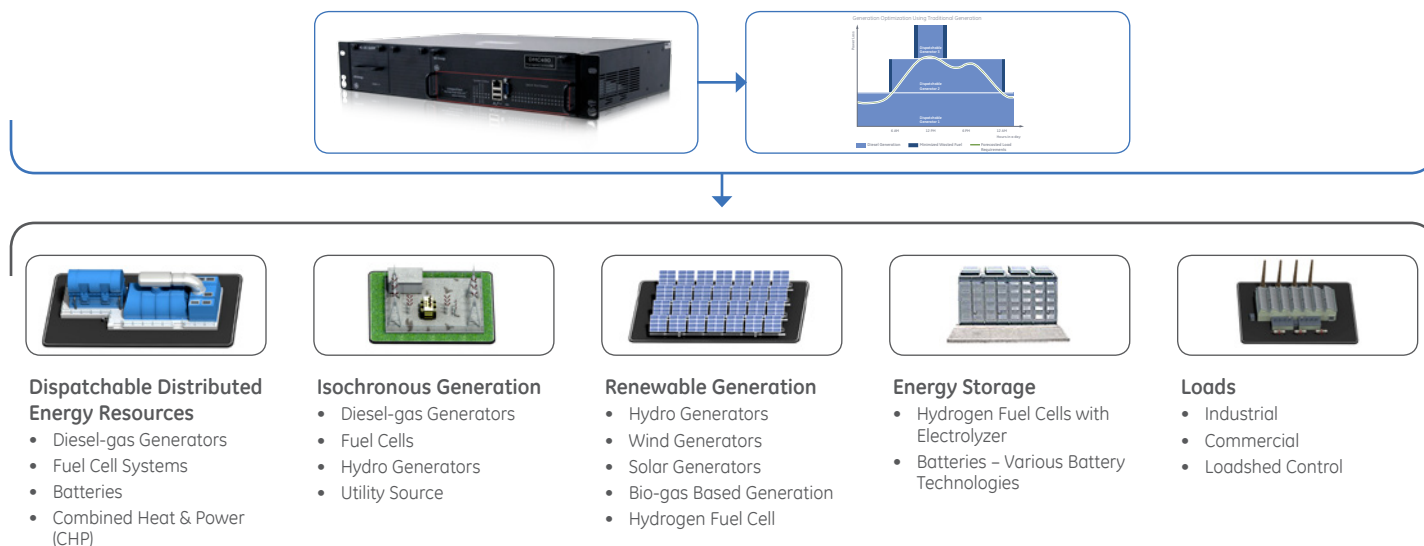 Generation Optimization Using Traditional Generation
Dispatchable
Generator 3
Dispatchable
Generator 2
Dispatchable
Generator 1
Diesel Generation
Minimized Wasted Fuel
Forecasted Load
Requirements
Dispatchable Distributed
Energy Resources
• Diesel-gas Generators
• Fuel Cell Systems
• Batteries
• Combined Heat & Power
(CHP)
Isochronous Generation
• Diesel-gas Generators
• Fuel Cells
• Hydro Generators
• Utility Source
Renewable Generation
• Hydro Generators
• Wind Generators
• Solar Generators
• Bio-gas Based Generation
• Hydrogen Fuel Cell
Energy Storage
• Hydrogen Fuel Cells with
Electrolyzer
• Batteries – Various Battery
Technologies
Loads
• Industrial
• Commercial
• Loadshed Control